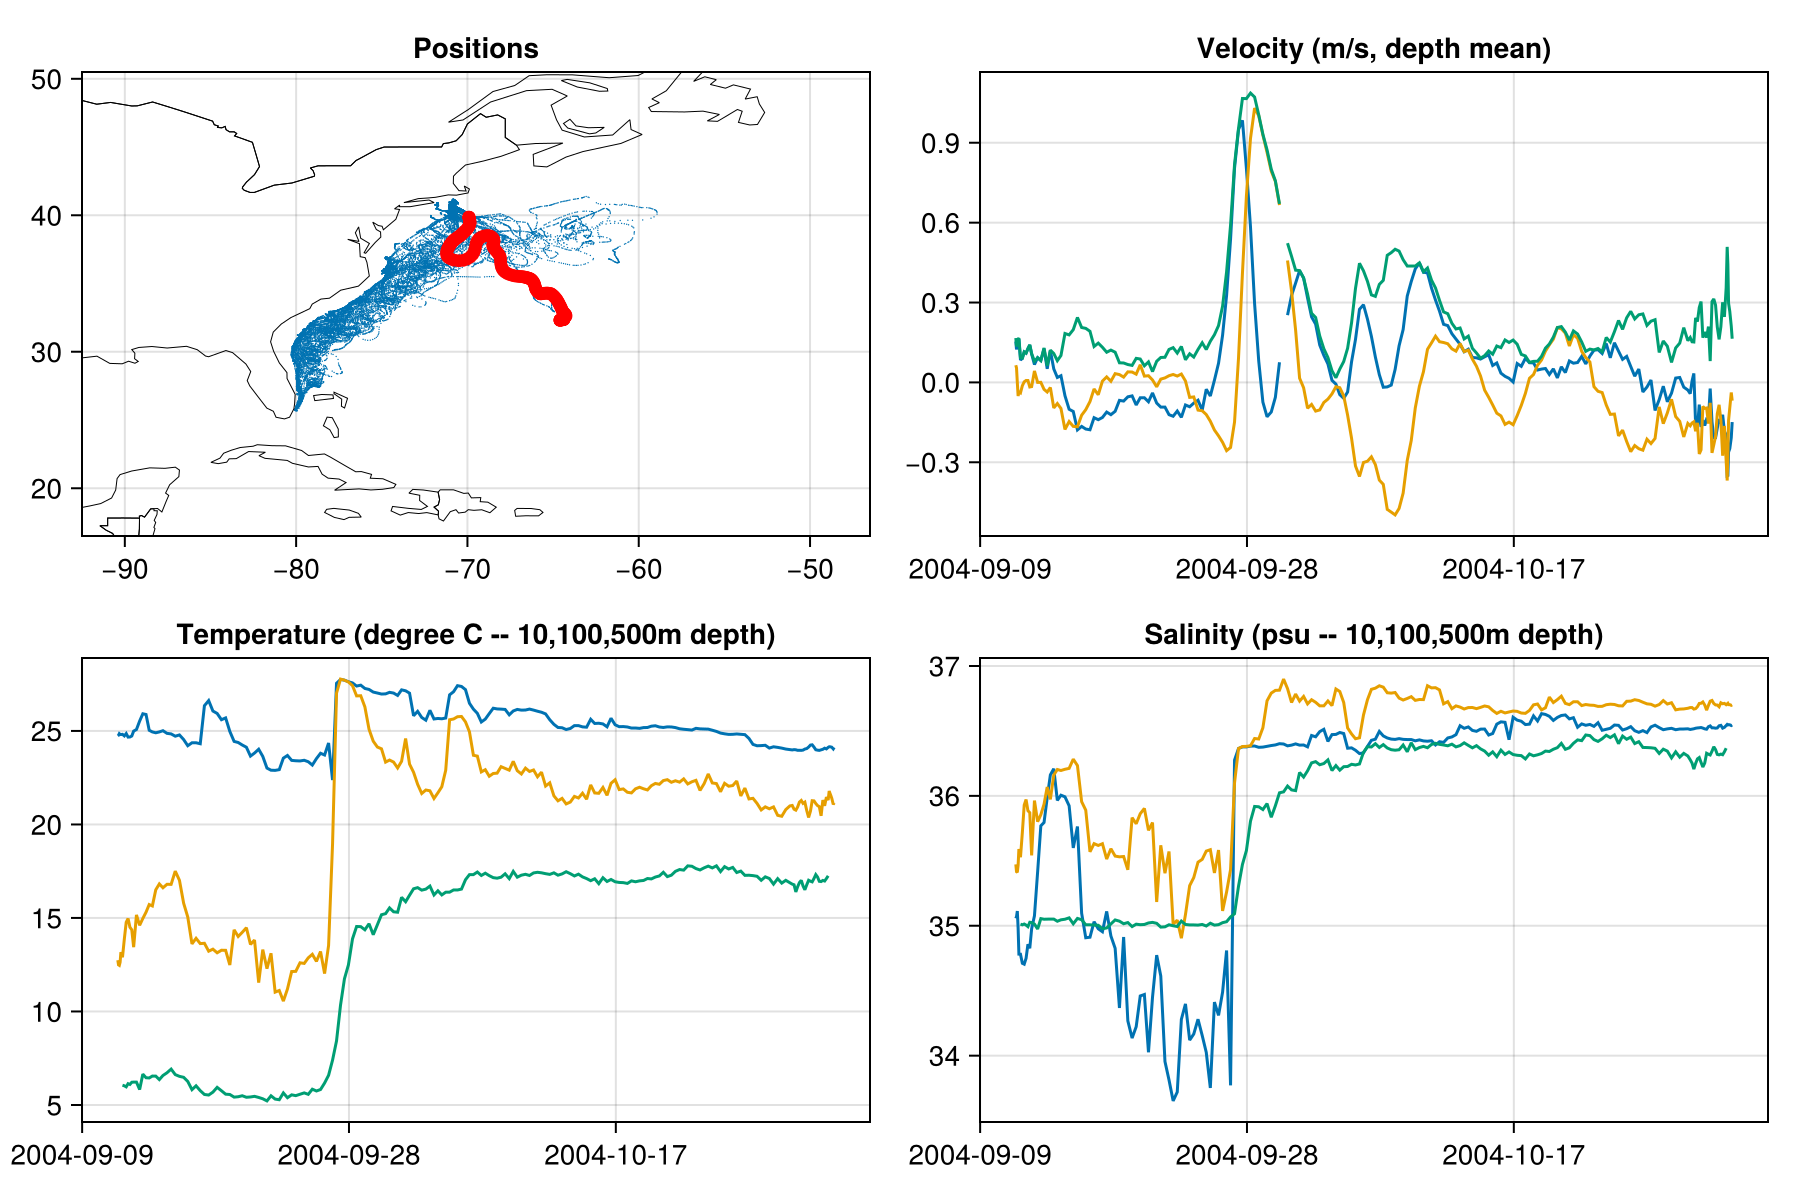 Positions
50
40
30
20
−90 −80 −70 −60 −50
Velocity (m/s, depth mean)
0.9
0.6
0.3
0.0
−0.3
2004-09-09 2004-09-28 2004-10-17
Temperature (degree C -- 10,100,500m depth)
25
20
15
10
5
2004-09-09 2004-09-28 2004-10-17
Salinity (psu -- 10,100,500m depth)
37
36
35
34
2004-09-09 2004-09-28 2004-10-17